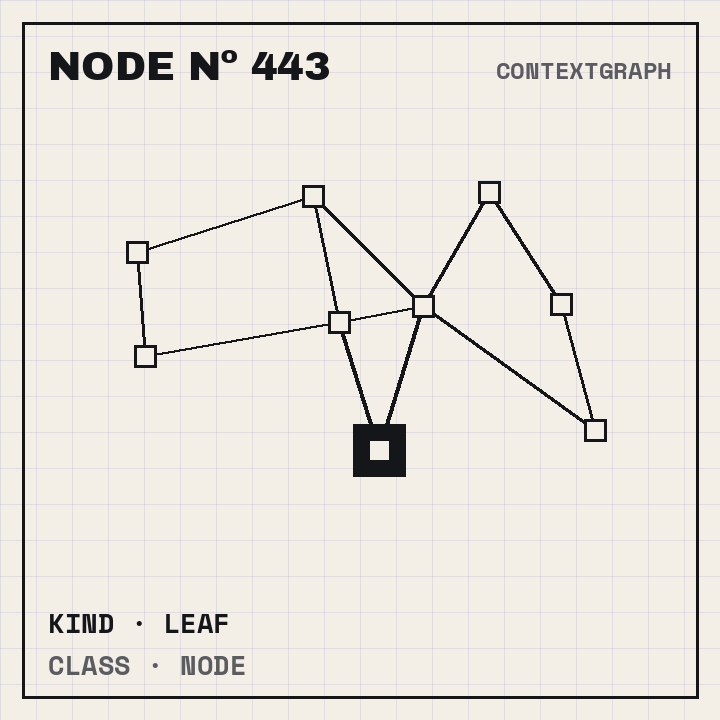 NODE Nº 443
CONTEXTGRAPH
KIND · LEAF
CLASS · NODE